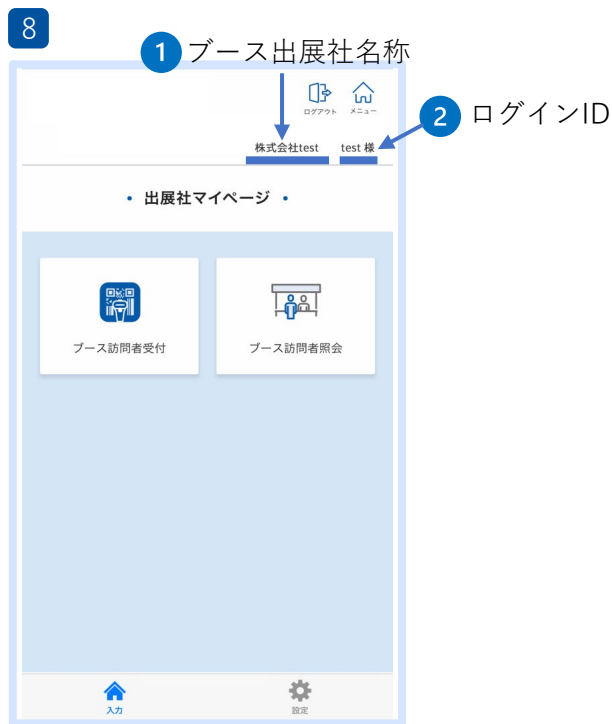 8
1 ブース出展社名称
ログアウト メニュー
2 ログインID
株式会社test test 様
・ 出展社マイページ ・
ブース訪問者受付 ブース訪問者照会
入力 設定